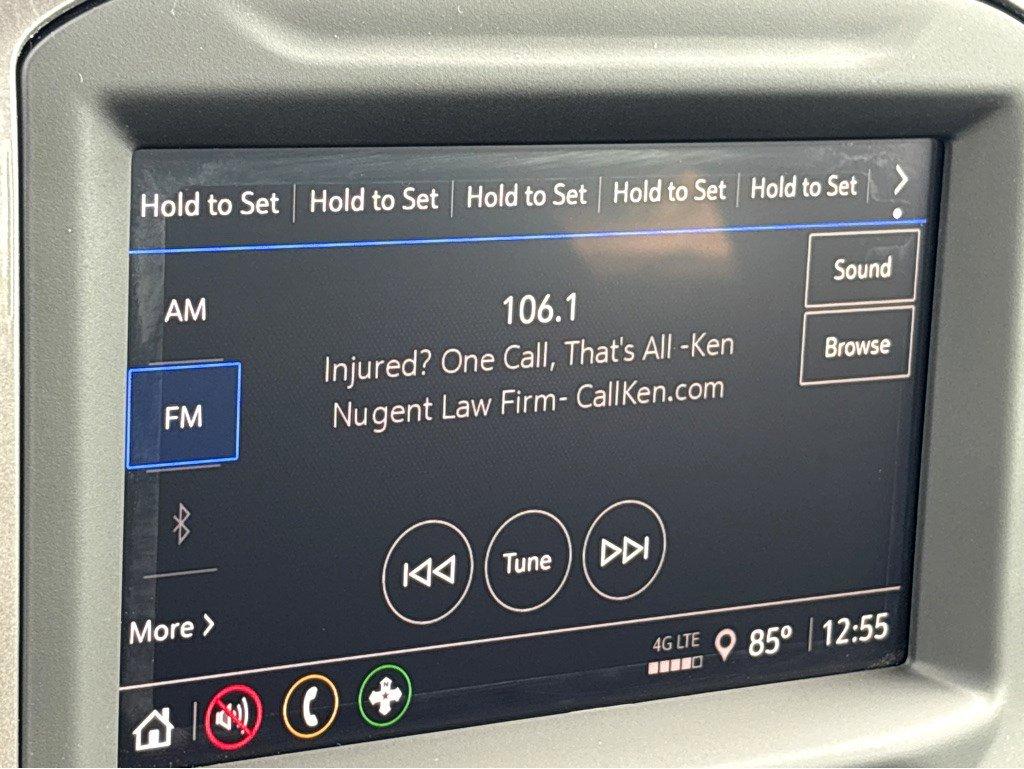 Hold to Set Hold to Set Hold to Set Hold to Set Hold to Set
Sound
AM
106.1
Injured? One Call, That's All -Ken
Nugent Law Firm- CallKen.com
Browse
FM
Tune
More
4G LTE 85° 12:55